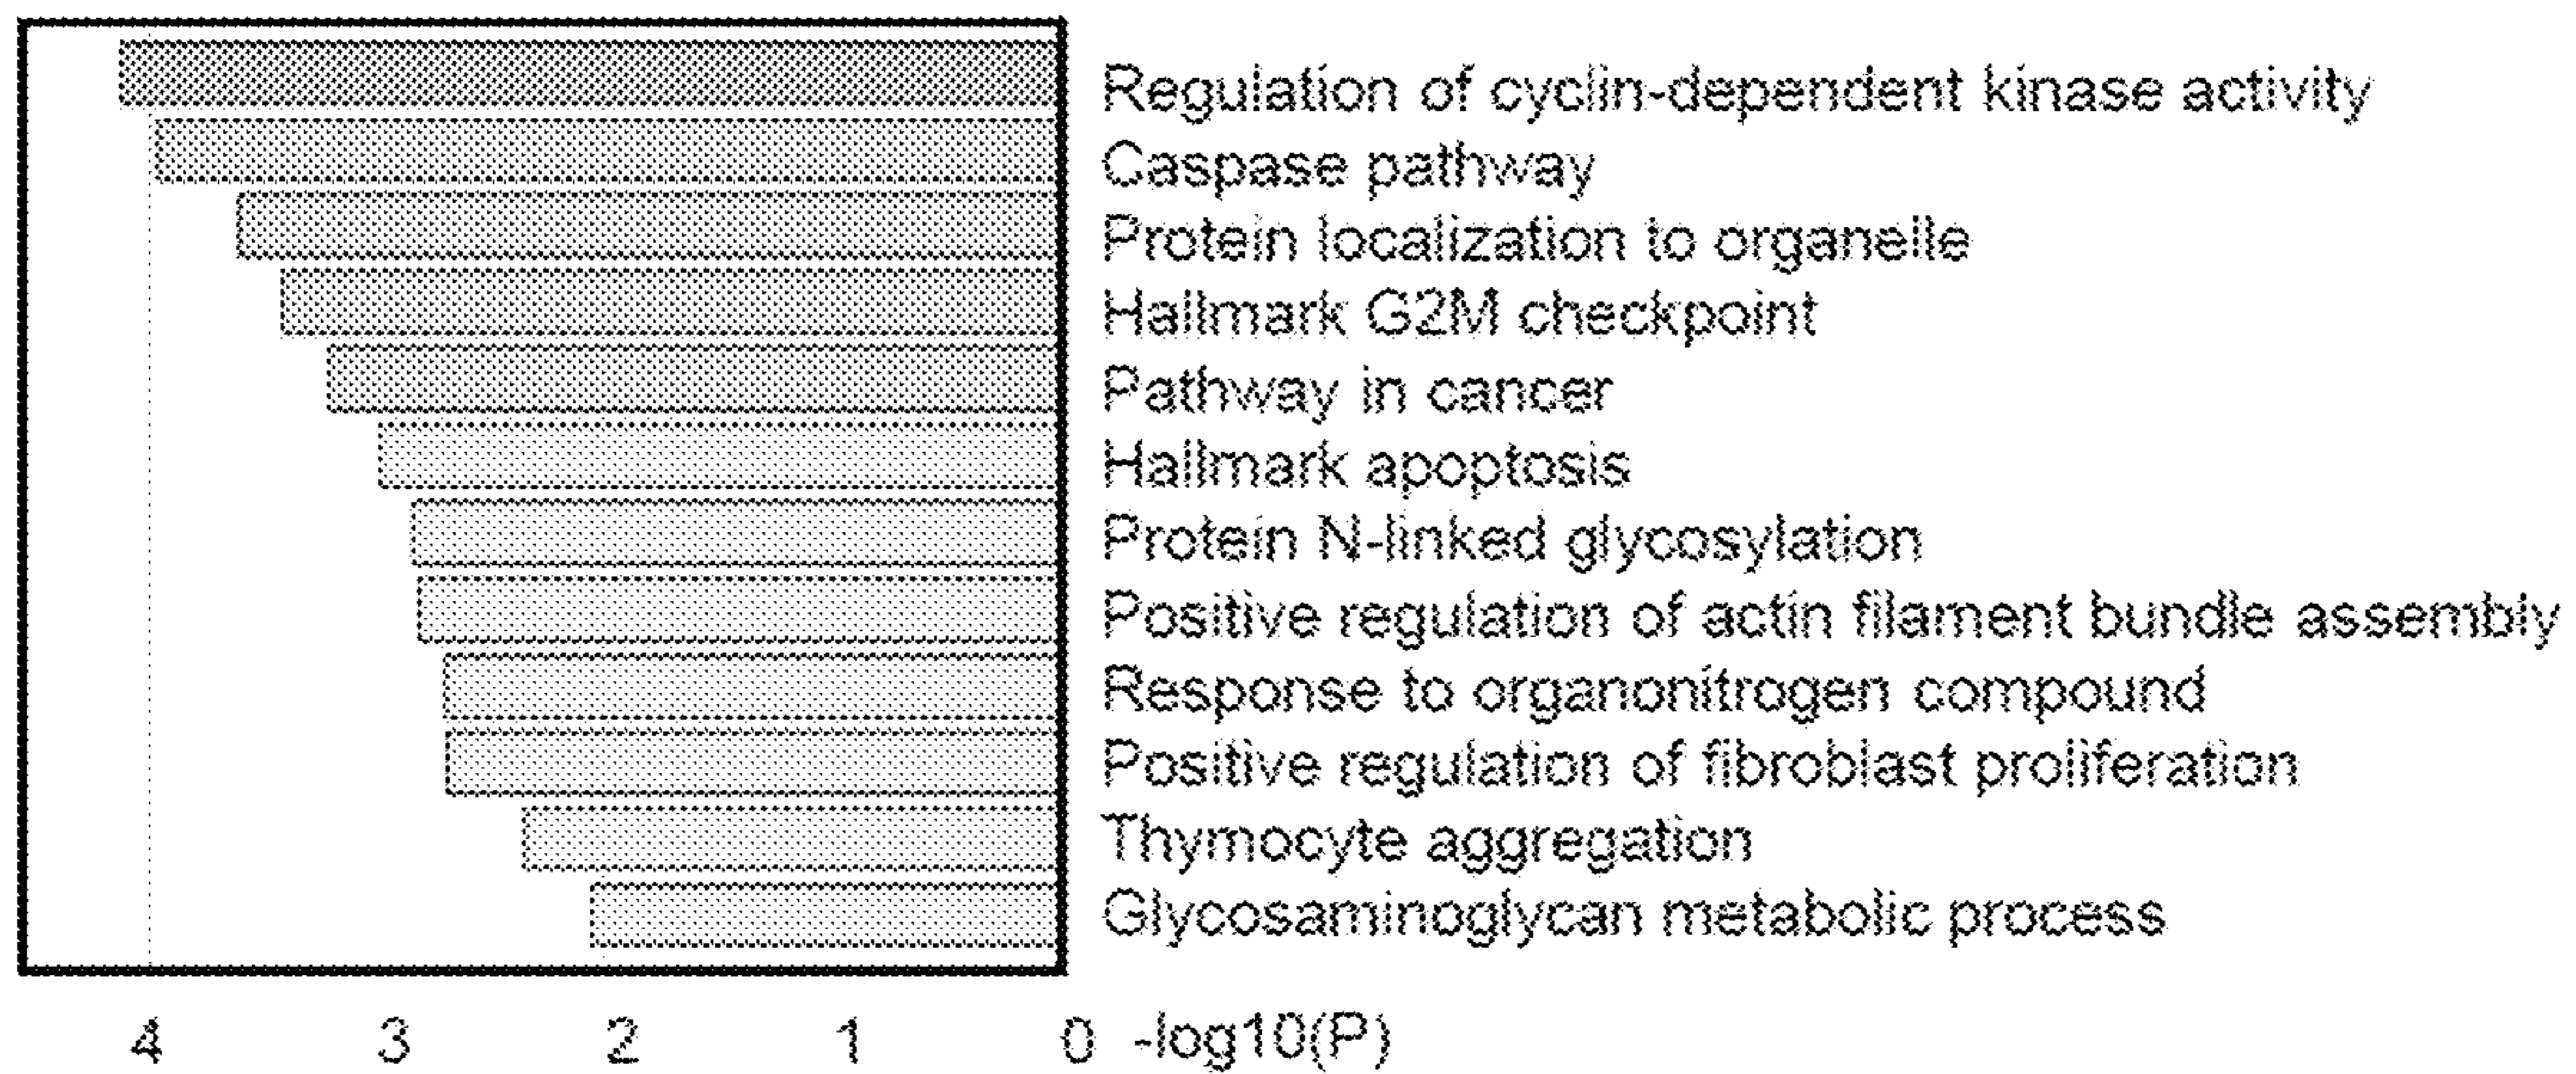 Regulation of cyclin-dependent kinase activity
Caspase pathway
Protein localization to organelle
Hallmark G2M checkpoint
Pathway in cancer
Hallmark apoptosis
Protein N-linked glycosylation
Positive regulation of actin filament bundle assembly
Response to organonitrogen compound
Positive regulation of fibroblast proliferation
Thymocyte aggregation
Glycosaminoglycan metabolic process
4 3 2 1 0 -log10(P)